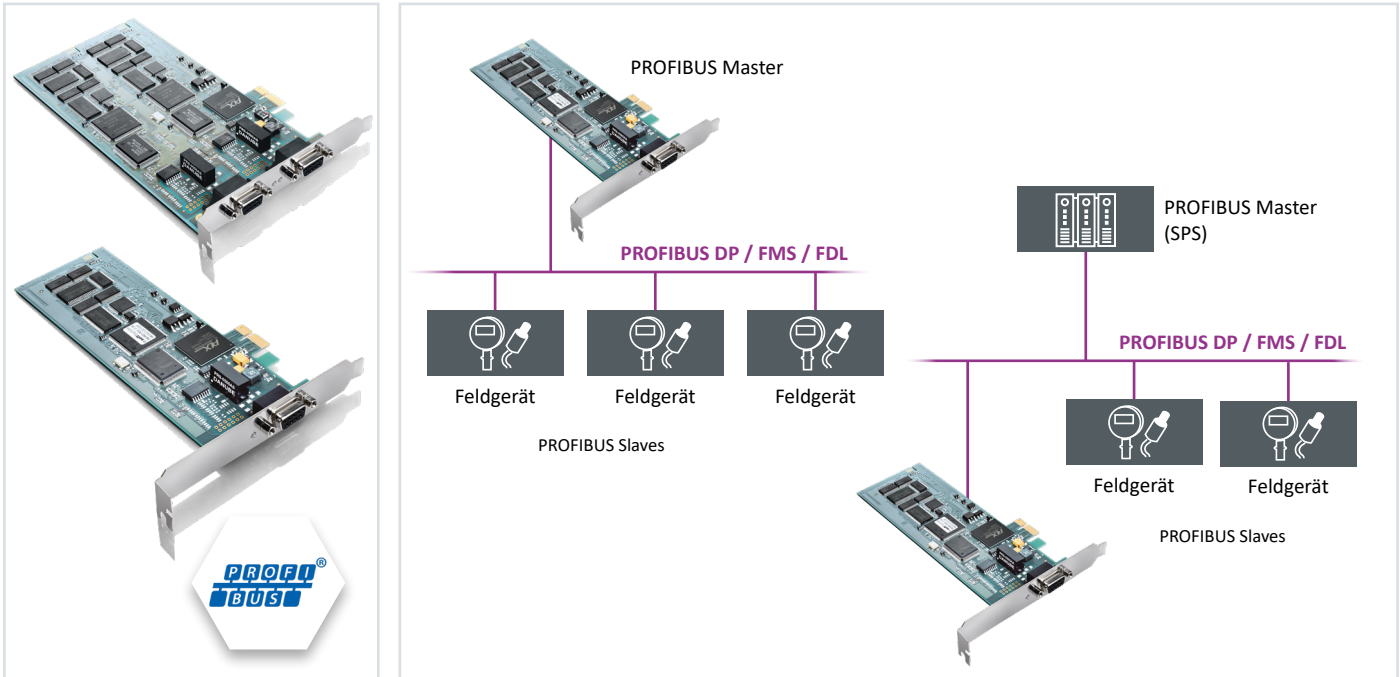 PROFI
BUS
®
PROFIBUS Master
PROFIBUS DP / FMS / FDL
Feldgerät
Feldgerät
Feldgerät
PROFIBUS Slaves
PROFIBUS Master
(SPS)
PROFIBUS DP / FMS / FDL
Feldgerät
Feldgerät
PROFIBUS Slaves